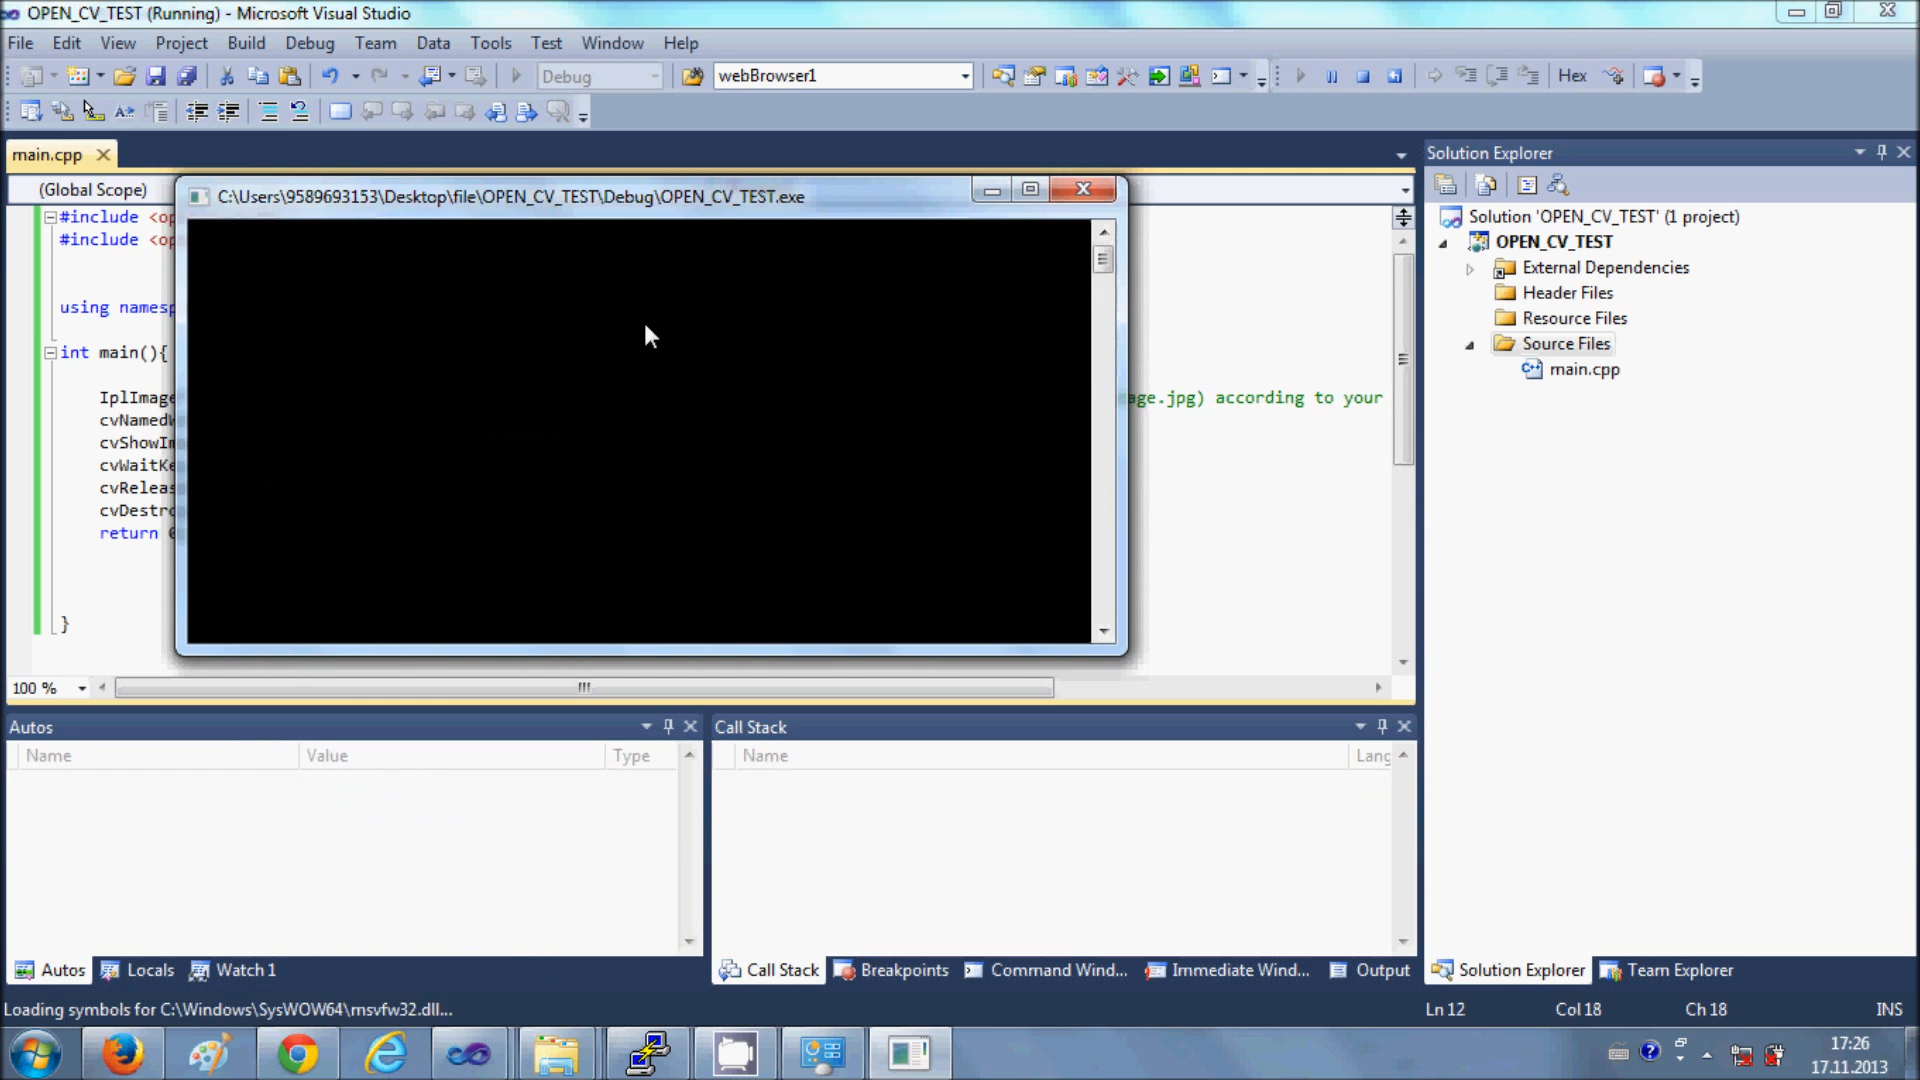 OPEN_CV_TEST (Running) - Microsoft Visual Studio
File Edit View Project Build Debug Team Data Tools Test Window Help
Debug webBrowser1 Hex
main.cpp
(Global Scope)
C:\Users\9589693153\Desktop\file\OPEN_CV_TEST\Debug\OPEN_CV_TEST.exe
#include <op
#include <op
using namesp
int main(){
IplImage age.jpg) according to your
cvNamedW
cvShowIm
cvWaitKe
cvReleas
cvDestro
return 0
}
100 %
Solution Explorer
Solution 'OPEN_CV_TEST' (1 project)
OPEN_CV_TEST
External Dependencies
Header Files
Resource Files
Source Files
main.cpp
Autos
Name Value Type
Autos Locals Watch 1
Call Stack
Name Lang
Call Stack Breakpoints Command Wind... Immediate Wind... Output
Solution Explorer Team Explorer
Loading symbols for C:\Windows\SysWOW64\msvfw32.dll...
Ln 12 Col 18 Ch 18 INS
17:26
17.11.2013